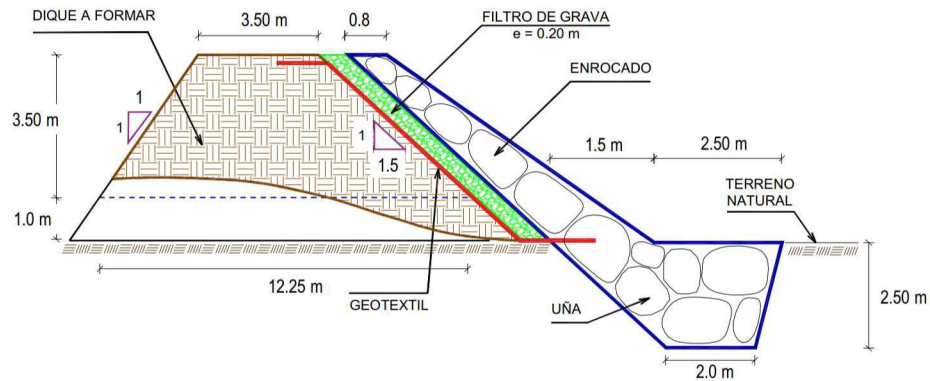 DIQUE A FORMAR
3.50 m
0.8
FILTRO DE GRAVA
e = 0.20 m
ENROCADO
1
1
3.50 m
1
1.5
1.5 m
2.50 m
TERRENO
NATURAL
1.0 m
12.25 m
GEOTEXTIL
UÑA
2.50 m
2.0 m